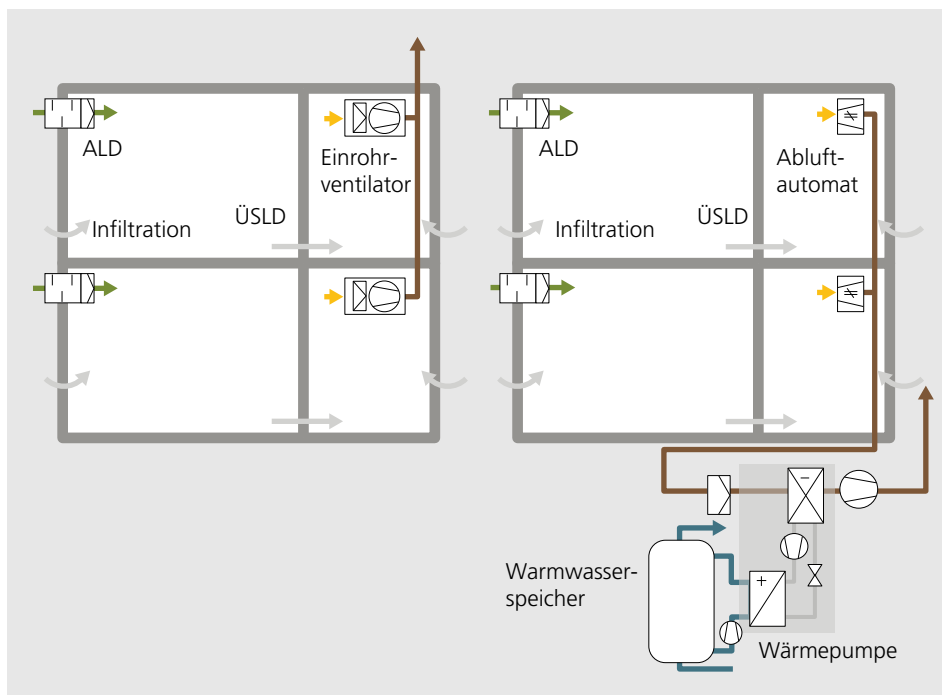 ALD
Einrohr-
ventilator
ÜSLD
Infiltration
ALD
Abluft-
automat
ÜSLD
Infiltration
Warmwasser-
speicher
Wärmepumpe